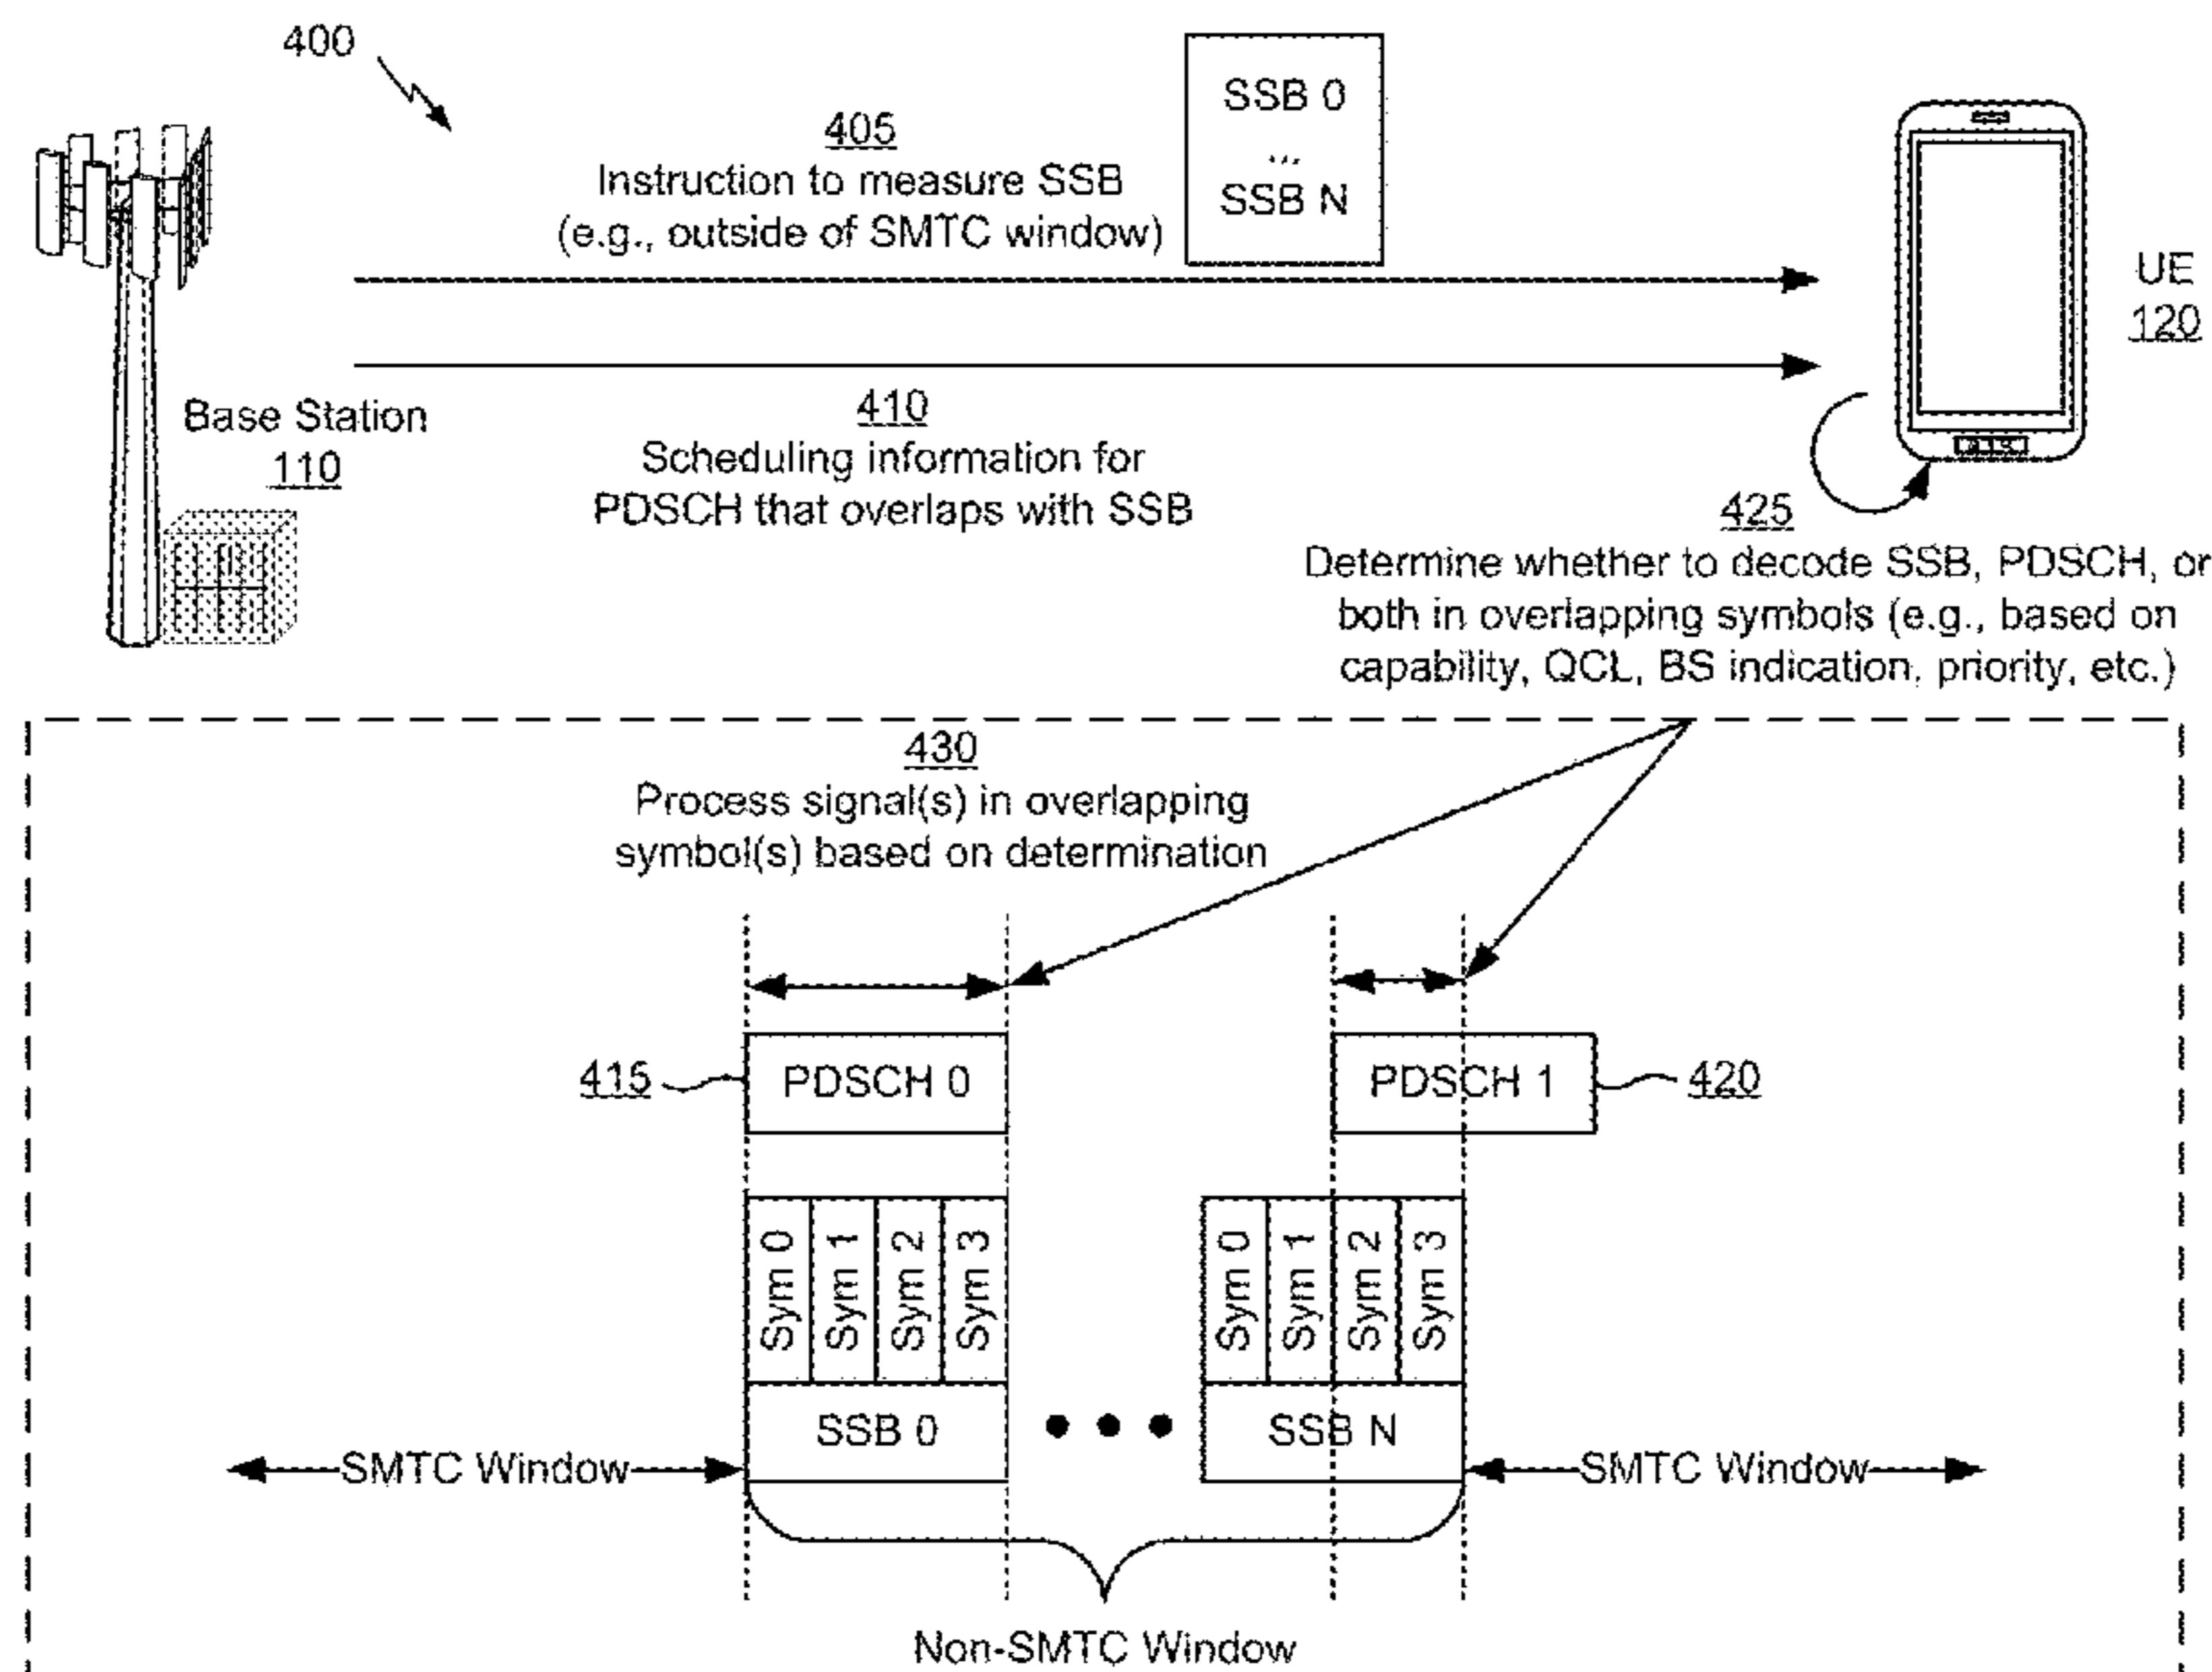 400
405
Instruction to measure SSB
(e.g., outside of SMTC window)
SSB 0
...
SSB N
UE
120
Base Station
110
410
Scheduling information for
PDSCH that overlaps with SSB
425
Determine whether to decode SSB, PDSCH, or
both in overlapping symbols (e.g., based on
capability, QCL, BS indication, priority, etc.)
430
Process signal(s) in overlapping
symbol(s) based on determination
415
PDSCH 0
PDSCH 1
420
Sym 0
Sym 1
Sym 2
Sym 3
Sym 0
Sym 1
Sym 2
Sym 3
SSB 0
SSB N
SMTC Window
SMTC Window
Non-SMTC Window